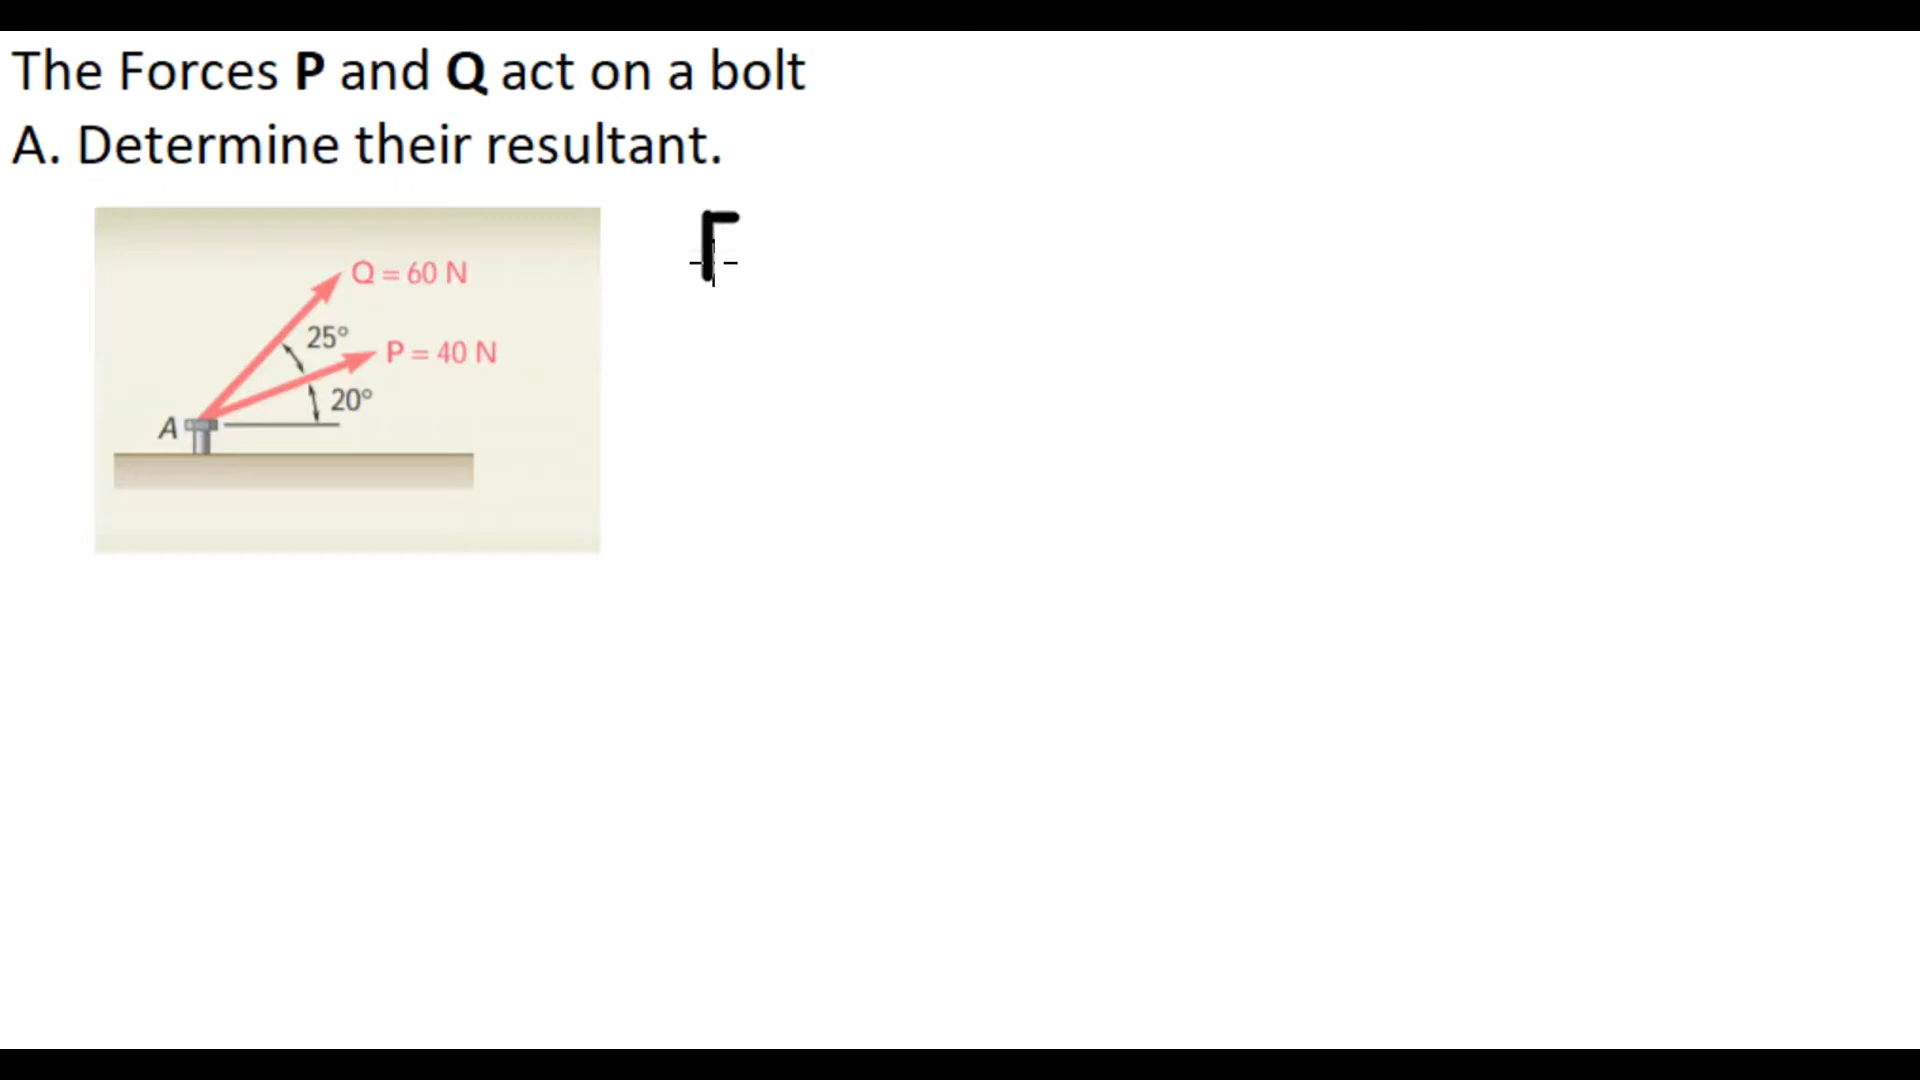 The Forces P and Q act on a bolt
A. Determine their resultant.
Q = 60 N
25°
P = 40 N
20°
A